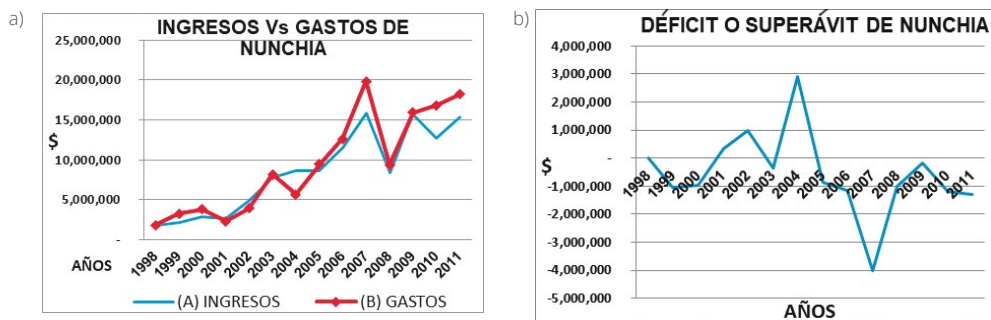 a)
INGRESOS Vs GASTOS DE
NUNCHIA
25,000,000
20,000,000
15,000,000
$
10,000,000
5,000,000
-
AÑOS
1998 1999 2000 2001 2002 2003 2004 2005 2006 2007 2008 2009 2010 2011
(A) INGRESOS (B) GASTOS
b)
DÉFICIT O SUPERÁVIT DE NUNCHIA
4,000,000
3,000,000
2,000,000
1,000,000
-
$
-1,000,000
-2,000,000
-3,000,000
-4,000,000
-5,000,000
1998 1999 2000 2001 2002 2003 2004 2005 2006 2007 2008 2009 2010 2011
AÑOS